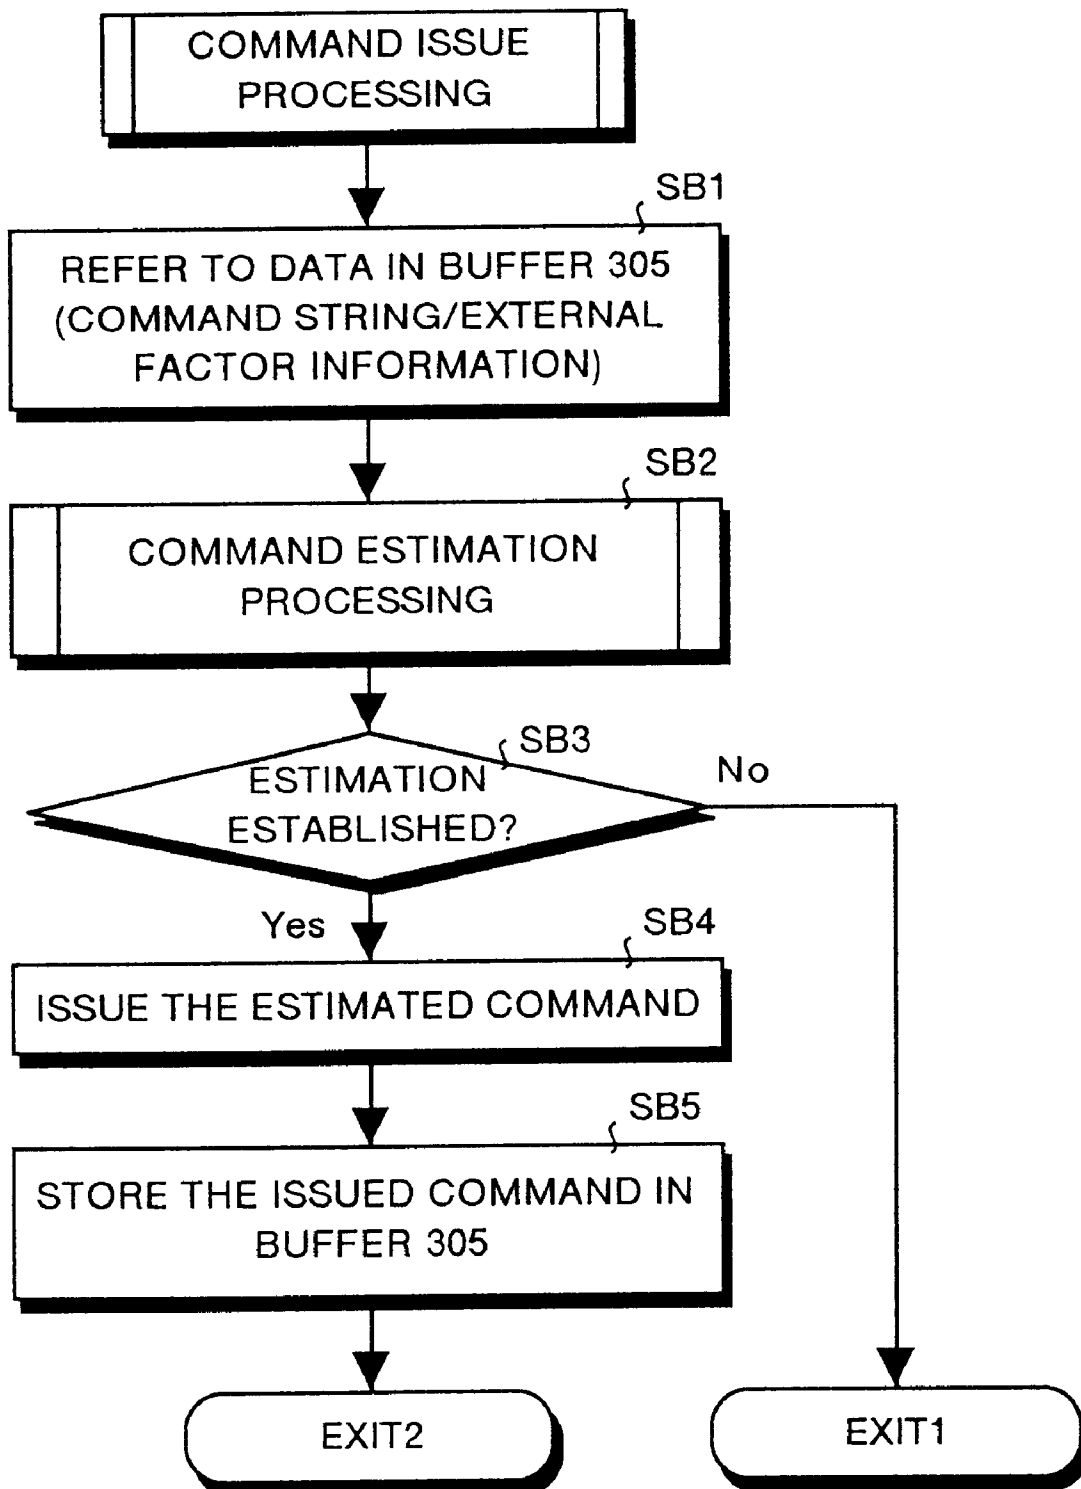 COMMAND ISSUE
PROCESSING
SB1
REFER TO DATA IN BUFFER 305
(COMMAND STRING/EXTERNAL
FACTOR INFORMATION)
SB2
COMMAND ESTIMATION
PROCESSING
SB3
ESTIMATION
ESTABLISHED?
No
Yes
SB4
ISSUE THE ESTIMATED COMMAND
SB5
STORE THE ISSUED COMMAND IN
BUFFER 305
EXIT2
EXIT1